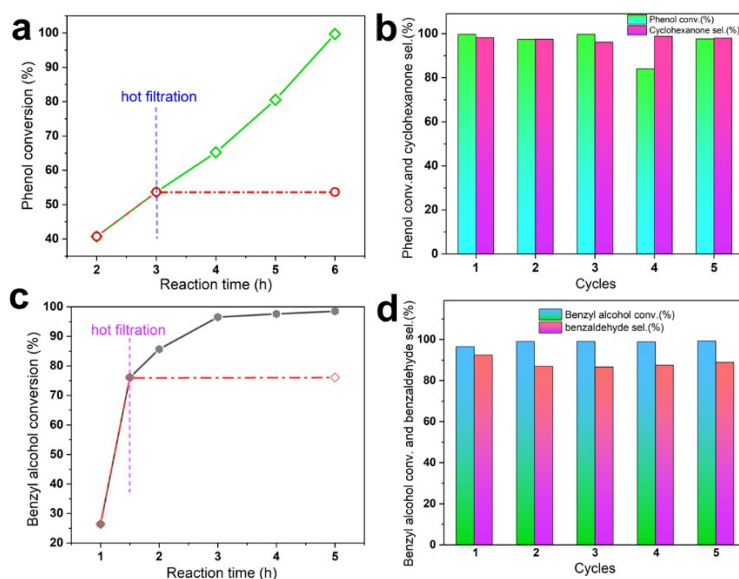 a
100
90
80
70
60
50
40
Phenol conversion (%)
hot filtration
2 3 4 5 6
Reaction time (h)
b
Phenol conv.(%)
Cyclohexanone sel.(%)
100
80
60
40
20
0
Phenol conv.and cyclohexanone sel.(%)
1 2 3 4 5
Cycles
c
100
90
80
70
60
50
40
30
20
Benzyl alcohol conversion (%)
hot filtration
1 2 3 4 5
Reaction time (h)
d
Benzyl alcohol conv.(%)
benzaldehyde sel.(%)
100
80
60
40
20
0
Benzyl alcohol conv. and benzaldehyde sel.(%)
1 2 3 4 5
Cycles